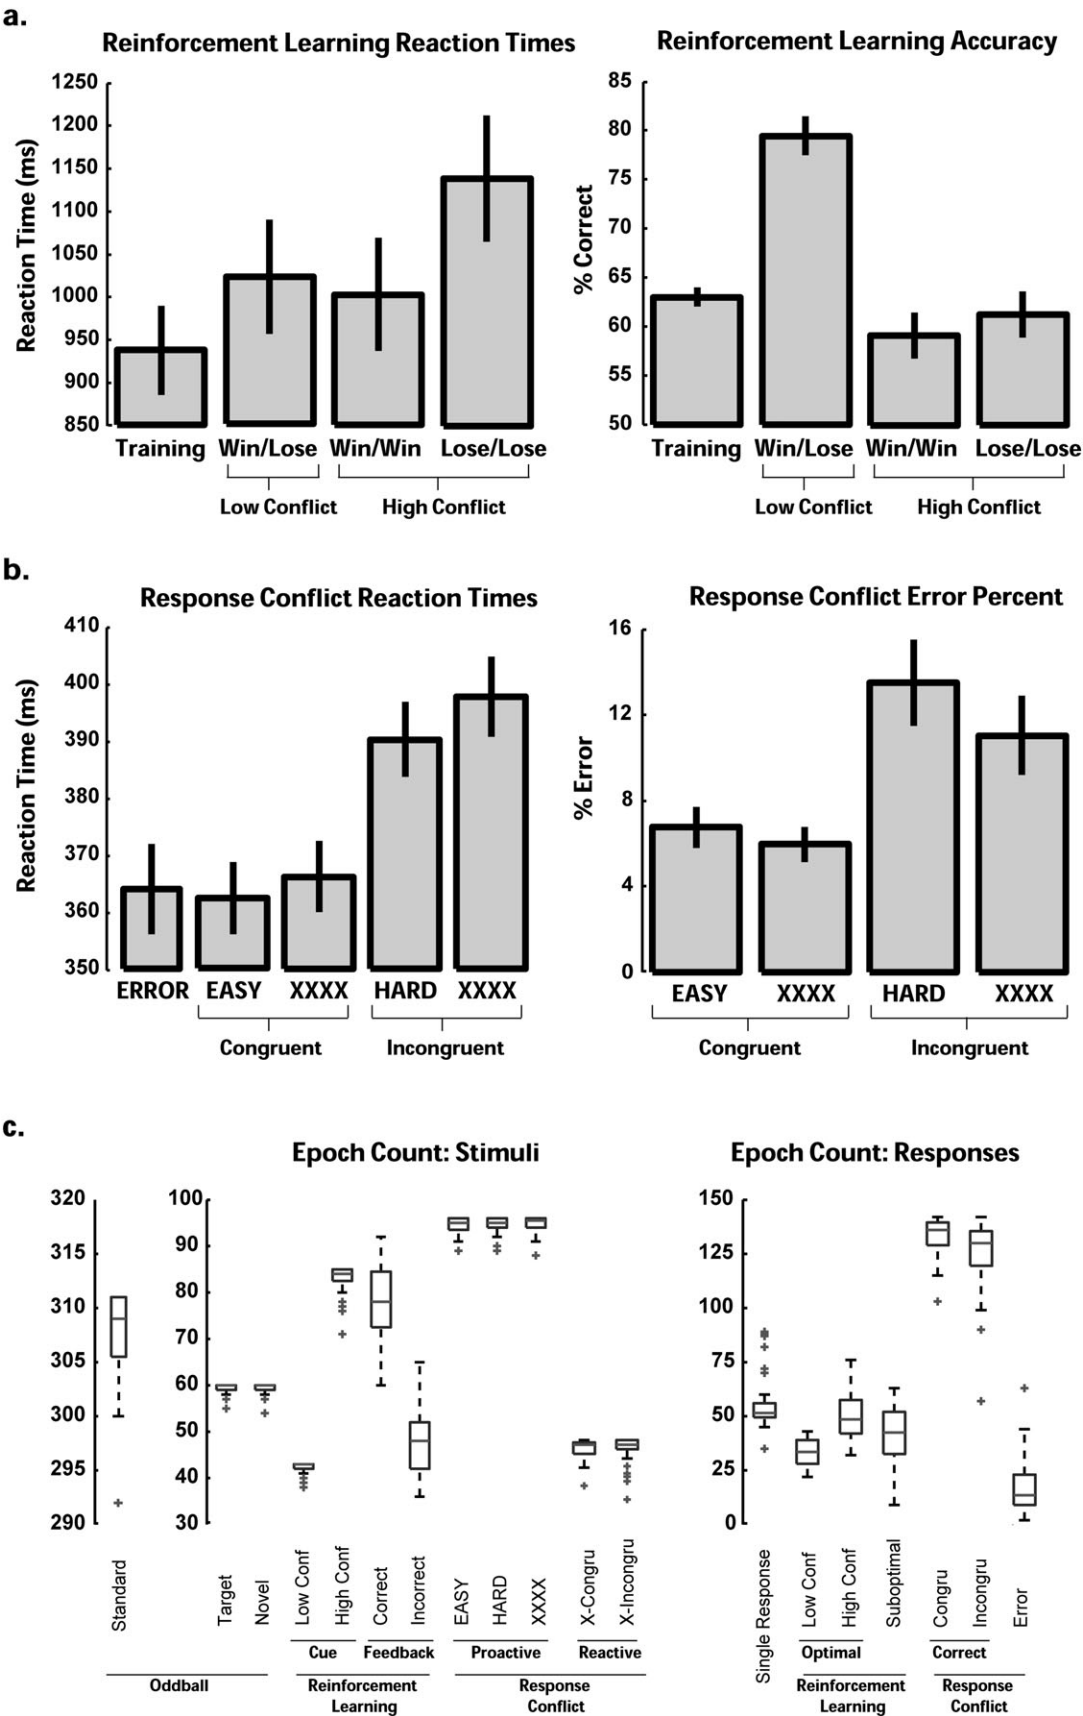 a.
Reinforcement Learning Reaction Times
Reaction Time (ms)
1250
1200
1150
1100
1050
1000
950
900
850
Training Win/Lose Win/Win Lose/Lose
Low Conflict High Conflict
Reinforcement Learning Accuracy
% Correct
85
80
75
70
65
60
55
50
Training Win/Lose Win/Win Lose/Lose
Low Conflict High Conflict
b.
Response Conflict Reaction Times
Reaction Time (ms)
410
400
390
380
370
360
350
ERROR EASY XXXX HARD XXXX
Congruent Incongruent
Response Conflict Error Percent
% Error
16
12
8
4
0
EASY XXXX HARD XXXX
Congruent Incongruent
c.
Epoch Count: Stimuli
320
315
310
305
300
295
290
100
90
80
70
60
50
40
30
Standard
Target
Novel
Low Conf
High Conf
Correct
Incorrect
EASY
HARD
XXXX
X-Congru
X-Incongru
Cue Feedback Proactive Reactive
Oddball Reinforcement Response
Learning Conflict
Epoch Count: Responses
150
125
100
75
50
25
0
Single Response
Low Conf
High Conf
Suboptimal
Congru
Incongru
Error
Optimal Correct
Reinforcement Response
Learning Conflict